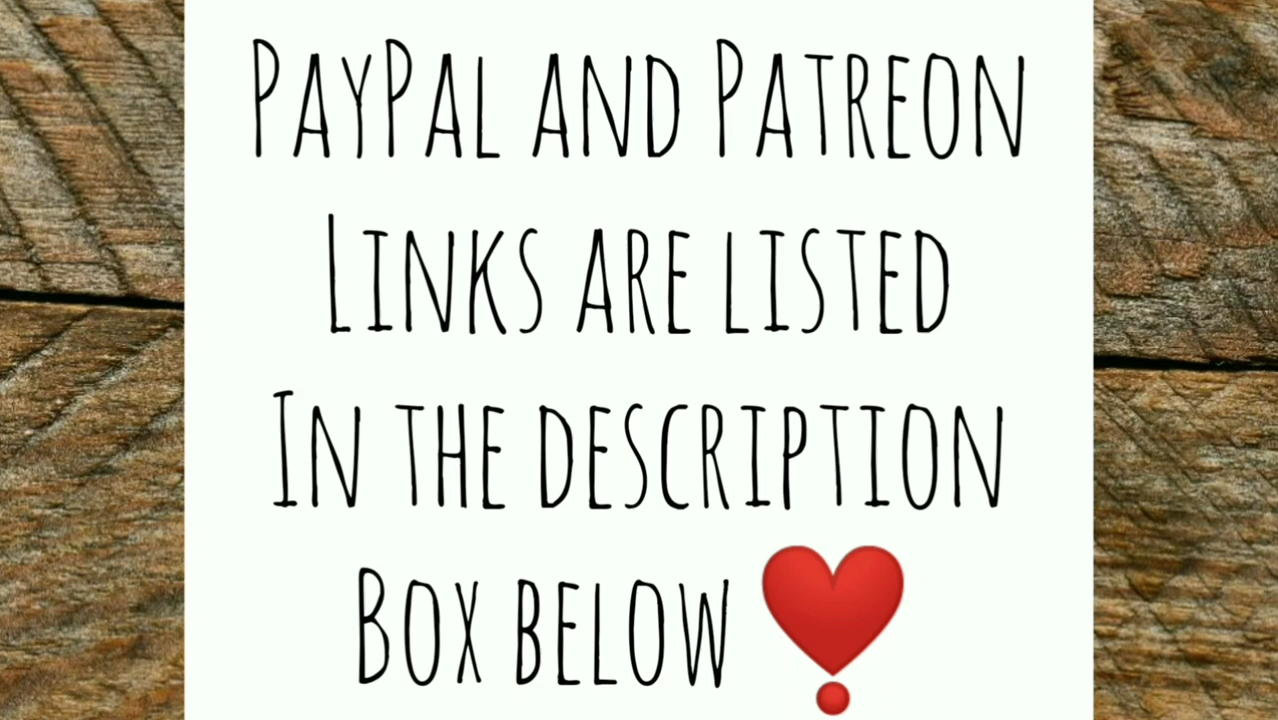 PayPal and Patreon
Links are listed
In the description
Box below ❣